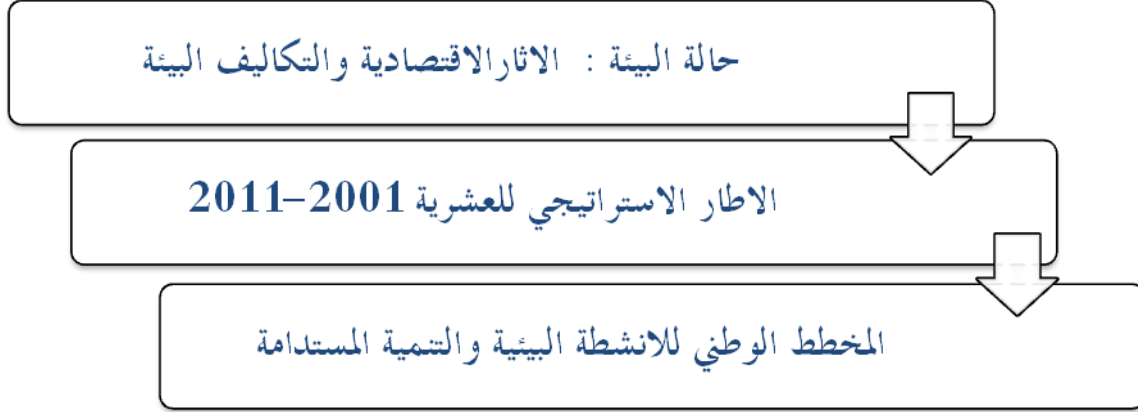 حالة البيئة : الاثارالاقتصادية والتكاليف البيئة
الاطار الاستراتيجي للعشرية 2001–2011
المخطط الوطني للانشطة البيئية والتنمية المستدامة